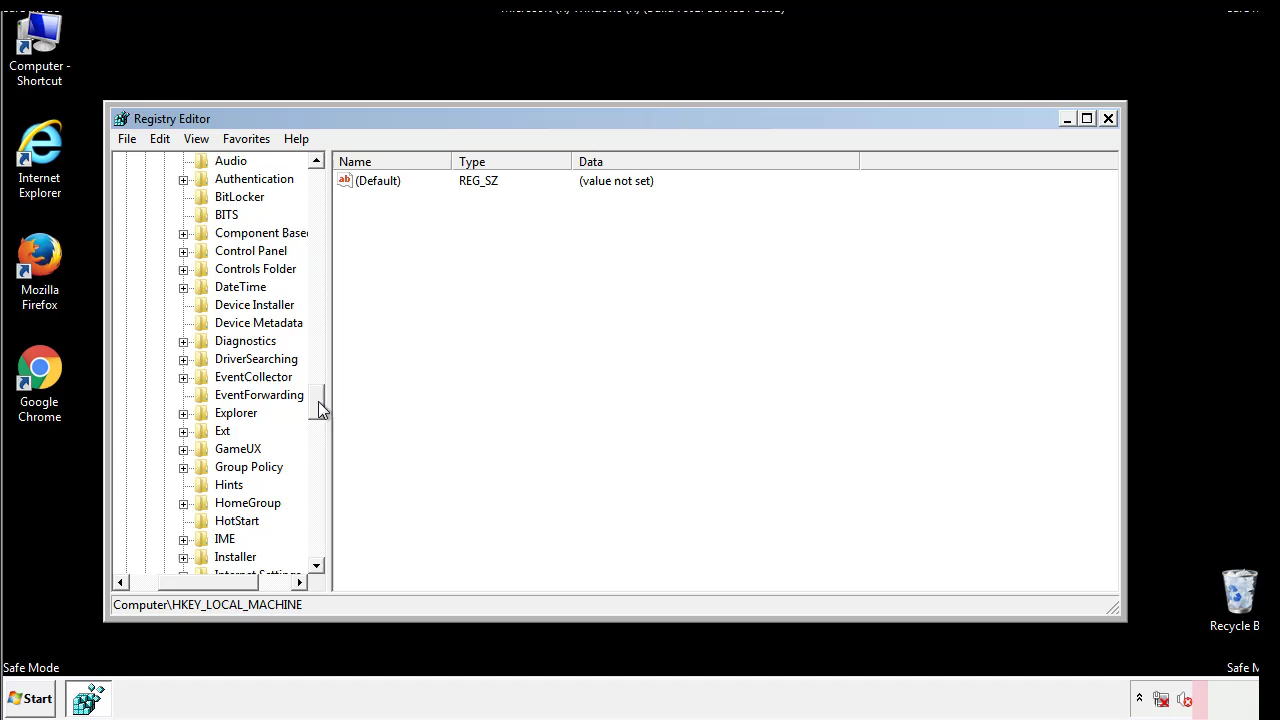 Computer -
Shortcut
Internet
Explorer
Mozilla
Firefox
Google
Chrome
Registry Editor
File Edit View Favorites Help
Audio
Authentication
BitLocker
BITS
Component Base
Control Panel
Controls Folder
DateTime
Device Installer
Device Metadata
Diagnostics
DriverSearching
EventCollector
EventForwarding
Explorer
Ext
GameUX
Group Policy
Hints
HomeGroup
HotStart
IME
Installer
Internet Settings
Name Type Data
ab (Default) REG_SZ (value not set)
Computer\HKEY_LOCAL_MACHINE
Recycle B
Safe Mode
Safe M
Start